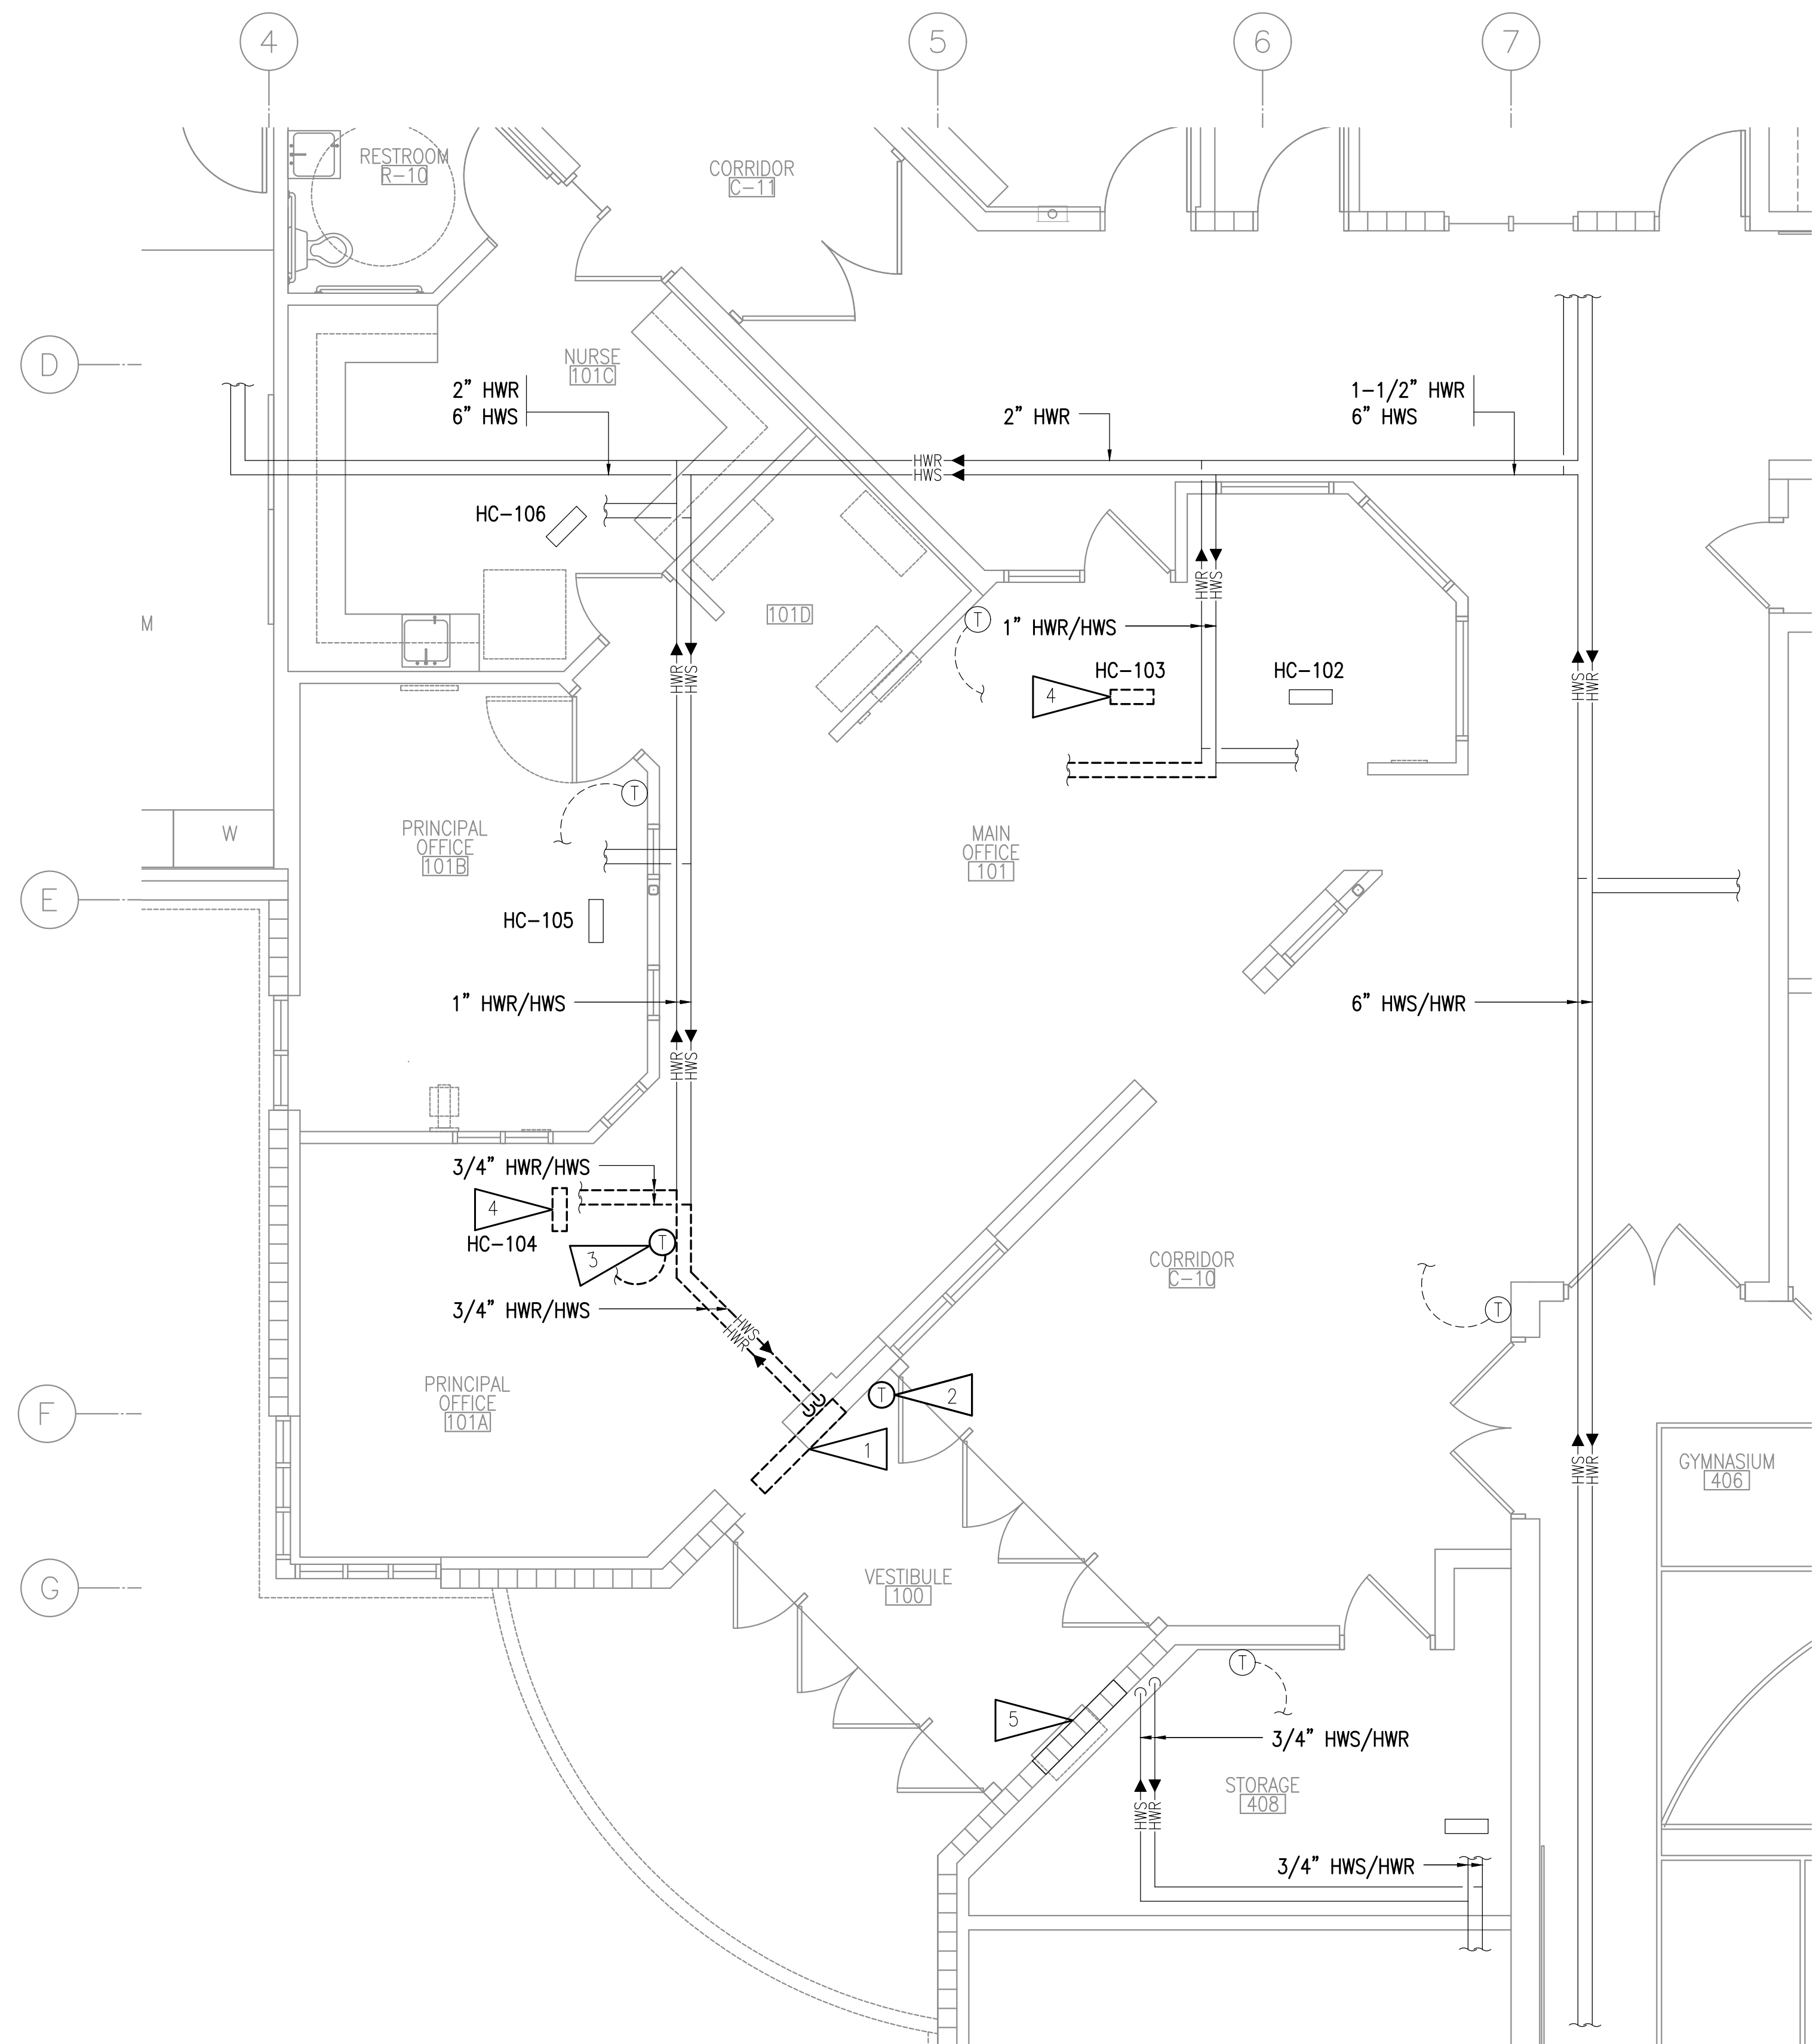 4
5
6
7
RESTROOM
R-10
CORRIDOR
C-11
D
NURSE
101C
2" HWR
6" HWS
2" HWR
1-1/2" HWR
6" HWS
HWR
HWS
HC-106
HWR
HWS
101D
T
1" HWR/HWS
M
HC-103
HC-102
4
HWR
HWS
HWS
HWR
T
W
PRINCIPAL
OFFICE
101B
MAIN
OFFICE
101
E
HC-105
1" HWR/HWS
6" HWS/HWR
HWR
HWS
3/4" HWR/HWS
4
HC-104
T
3
CORRIDOR
C-10
T
3/4" HWR/HWS
HWS
HWR
PRINCIPAL
OFFICE
101A
T
2
F
1
HWS
HWR
GYMNASIUM
406
VESTIBULE
100
G
T
5
3/4" HWS/HWR
STORAGE
408
HWS
HWR
3/4" HWS/HWR